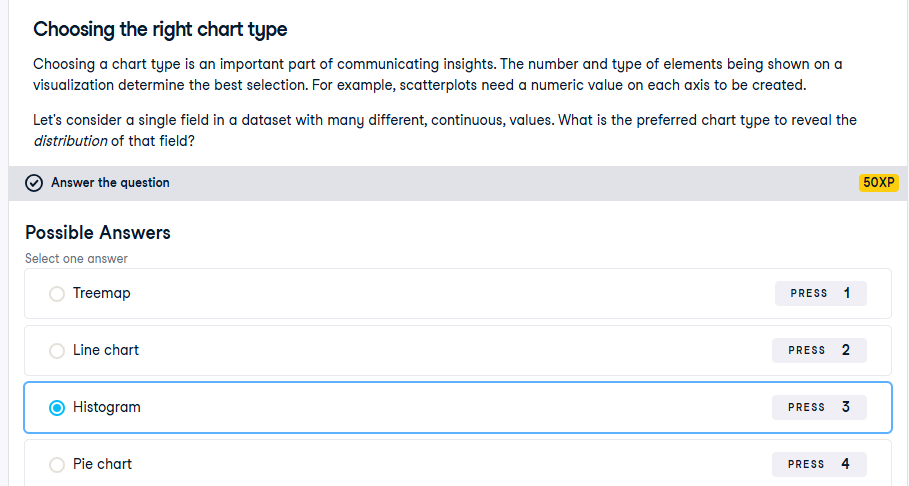 Choosing the right chart type
Choosing a chart type is an important part of communicating insights. The number and type of elements being shown on a
visualization determine the best selection. For example, scatterplots need a numeric value on each axis to be created.
Let's consider a single field in a dataset with many different, continuous, values. What is the preferred chart type to reveal the
distribution of that field?
Answer the question 50XP
Possible Answers
Select one answer
Treemap PRESS 1
Line chart PRESS 2
Histogram PRESS 3
Pie chart PRESS 4